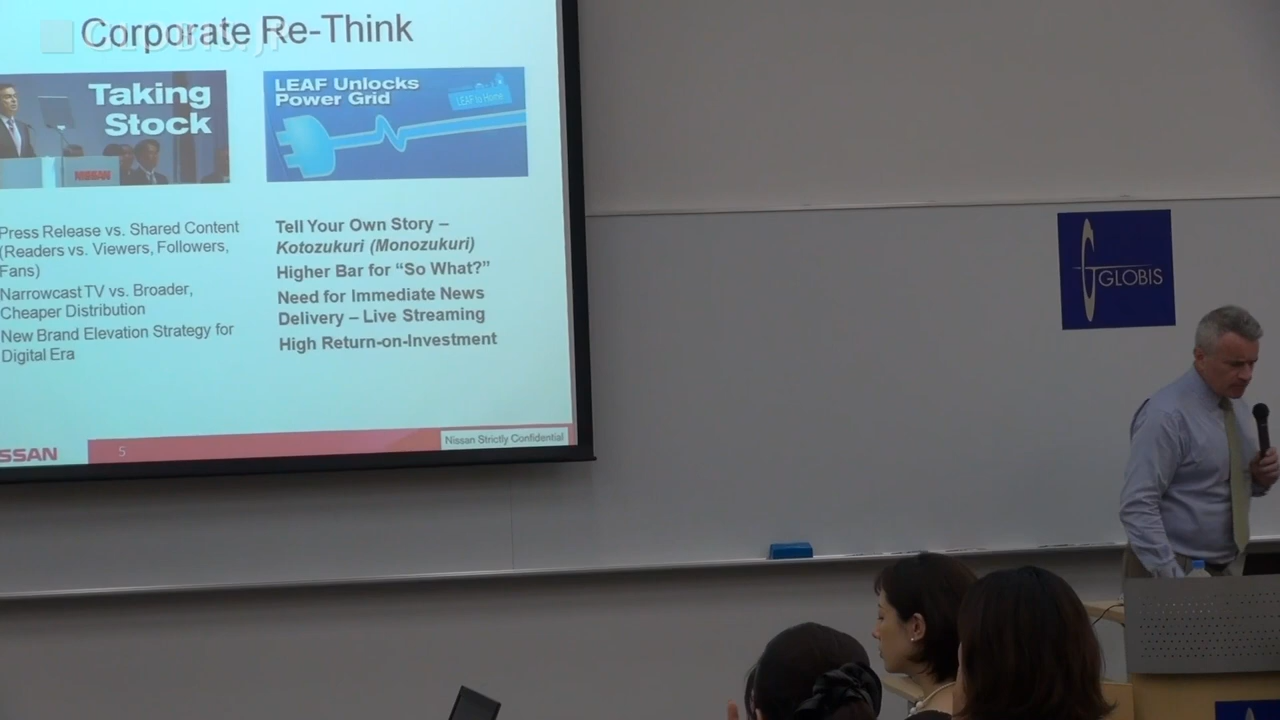 GLOBIS.JP
Corporate Re-Think
Taking
Stock
NISSAN
LEAF Unlocks
Power Grid
LEAF to Home
Press Release vs. Shared Content
(Readers vs. Viewers, Followers,
Fans)
Narrowcast TV vs. Broader,
Cheaper Distribution
New Brand Elevation Strategy for
Digital Era
Tell Your Own Story –
Kotozukuri (Monozukuri)
Higher Bar for “So What?”
Need for Immediate News
Delivery – Live Streaming
High Return-on-Investment
SSAN
5
Nissan Strictly Confidential
GLOBIS